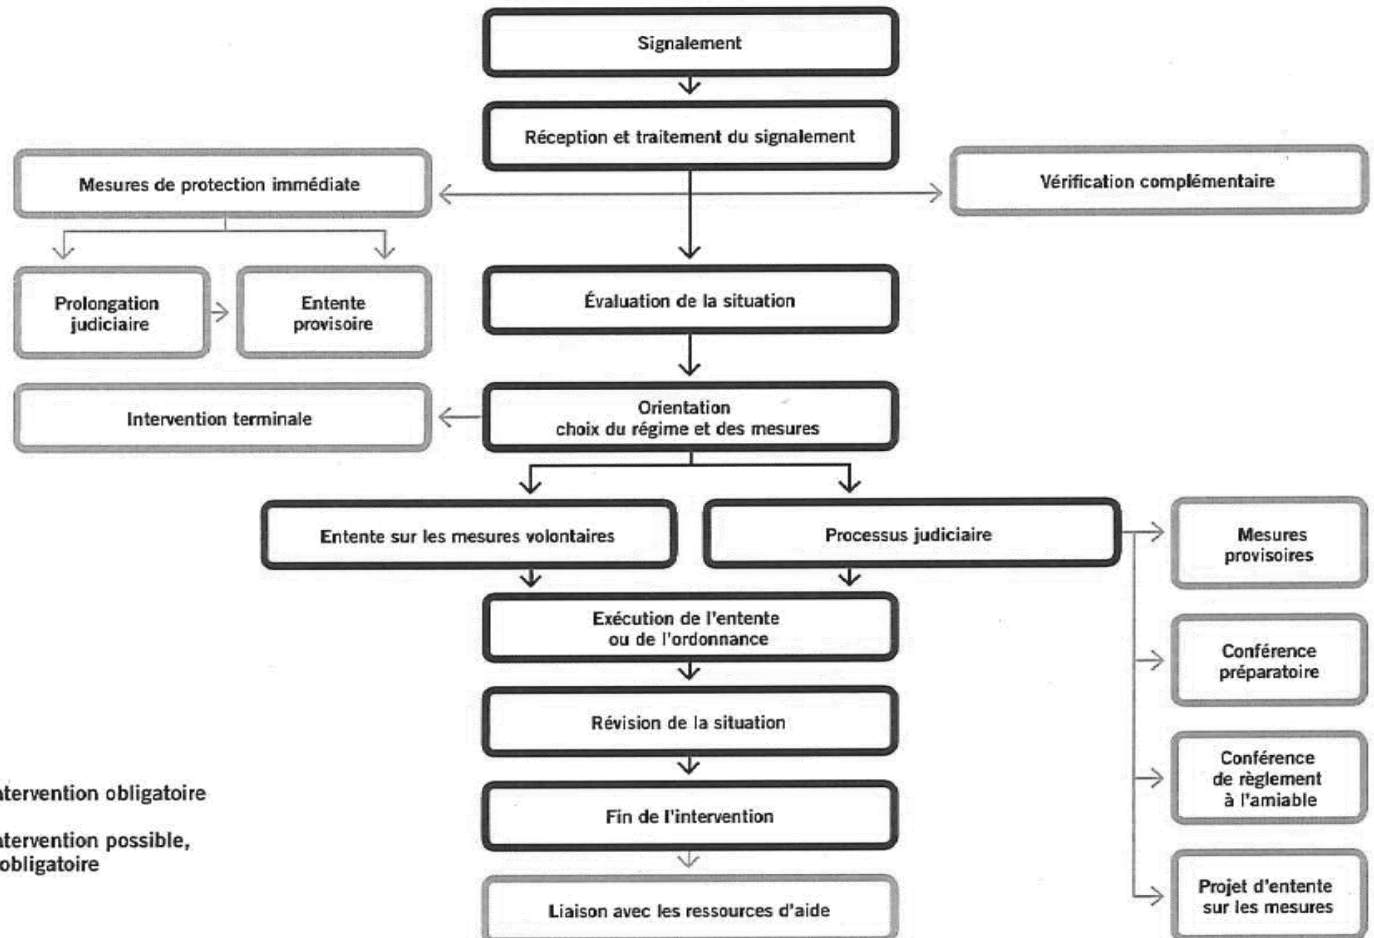 Signalement
Réception et traitement du signalement
Mesures de protection immédiate
Vérification complémentaire
Prolongation
judiciaire
Entente
provisoire
Évaluation de la situation
Intervention terminale
Orientation
choix du régime et des mesures
Entente sur les mesures volontaires
Processus judiciaire
Mesures
provisoires
Exécution de l'entente
ou de l'ordonnance
Conférence
préparatoire
Révision de la situation
Conférence
de règlement
à l'amiable
Fin de l'intervention
Projet d'entente
sur les mesures
Liaison avec les ressources d'aide
ntervention obligatoire
ntervention possible,
obligatoire